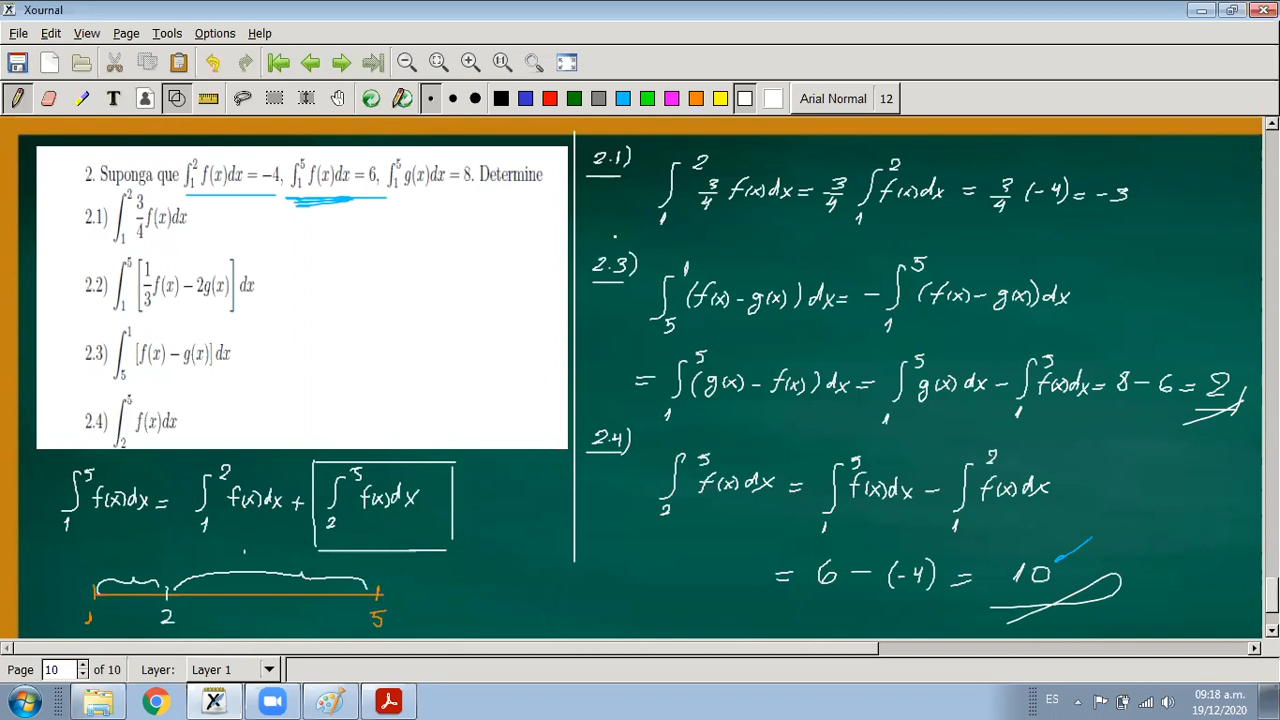 Xournal
File Edit View Page Tools Options Help
Arial Normal 12
2. Suponga que ∫₁² f(x)dx = −4, ∫₁⁵ f(x)dx = 6, ∫₁⁵ g(x)dx = 8. Determine
2.1) ∫₁² 3/4 f(x)dx
2.2) ∫₁⁵ [1/3 f(x) − 2g(x)] dx
2.3) ∫₅¹ [f(x) − g(x)] dx
2.4) ∫₂⁵ f(x)dx
∫₁⁵ f(x)dx = ∫₁² f(x)dx + ∫₂⁵ f(x)dx
1 2 5
2.1)
∫₁² 3/4 f(x)dx = 3/4 ∫₁² f(x)dx = 3/4 (-4) = -3
2.3)
∫₅¹ (f(x) - g(x)) dx = - ∫₁⁵ (f(x) - g(x)) dx
= ∫₁⁵ (g(x) - f(x)) dx = ∫₁⁵ g(x) dx - ∫₁⁵ f(x)dx = 8 - 6 = 2
2.4)
∫₂⁵ f(x)dx = ∫₁⁵ f(x)dx - ∫₁² f(x)dx
= 6 - (-4) = 10
Page 10 of 10 Layer: Layer 1
ES 09:18 a.m.
19/12/2020